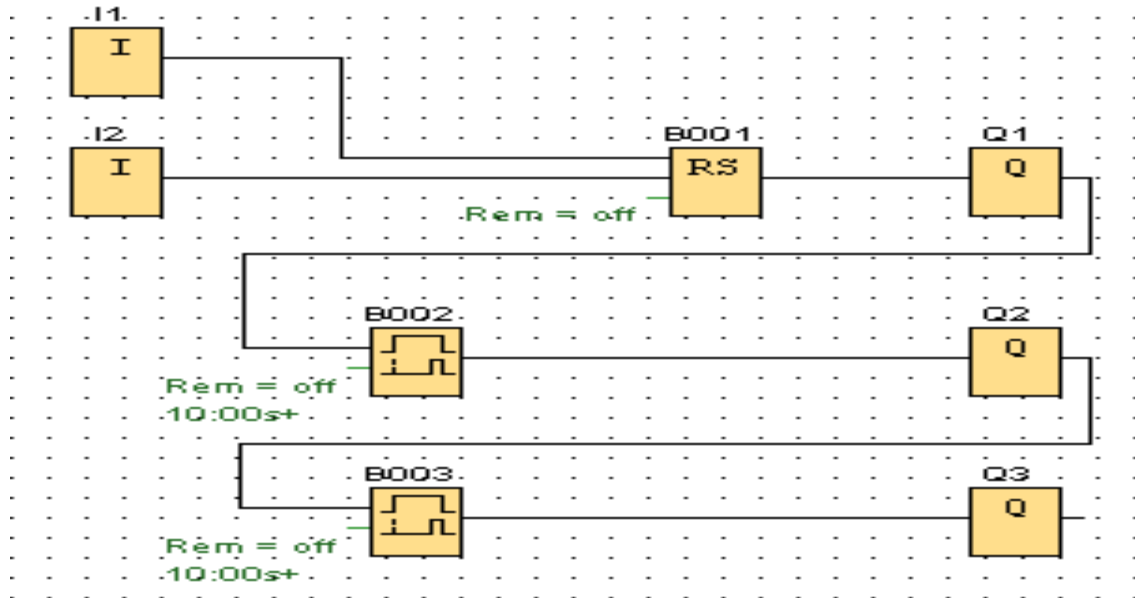 I1
I
I2
I
B001
RS
Rem = off
Q1
Q
B002
Rem = off
10:00s+
Q2
Q
B003
Rem = off
10:00s+
Q3
Q